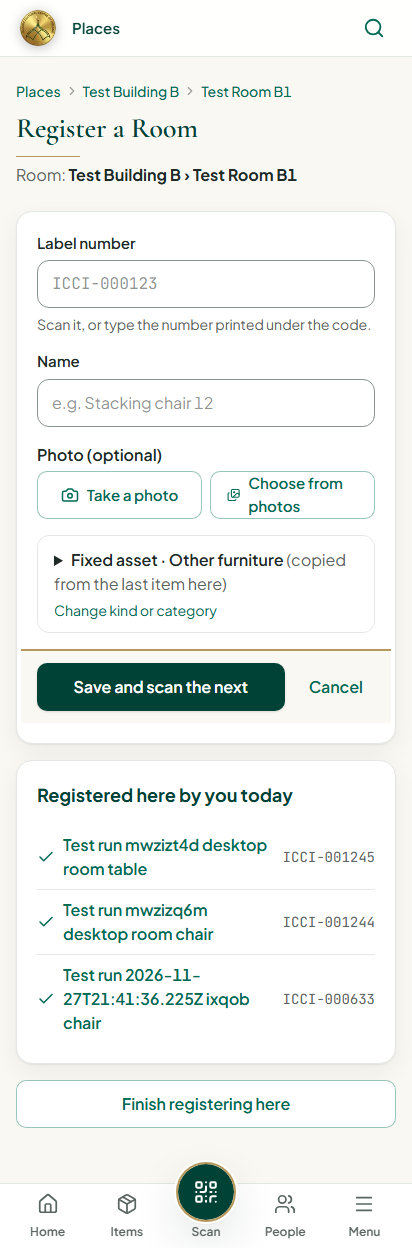 Places
Places > Test Building B > Test Room B1
Register a Room
Room: Test Building B › Test Room B1
Label number
ICCI-000123
Scan it, or type the number printed under the code.
Name
e.g. Stacking chair 12
Photo (optional)
Take a photo
Choose from
photos
Fixed asset · Other furniture (copied
from the last item here)
Change kind or category
Save and scan the next
Cancel
Registered here by you today
Test run mwzizt4d desktop
room table
ICCI-001245
Test run mwzizq6m
desktop room chair
ICCI-001244
Test run 2026-11-
27T21:41:36.225Z ixqob
chair
ICCI-000633
Finish registering here
Home
Items
Scan
People
Menu